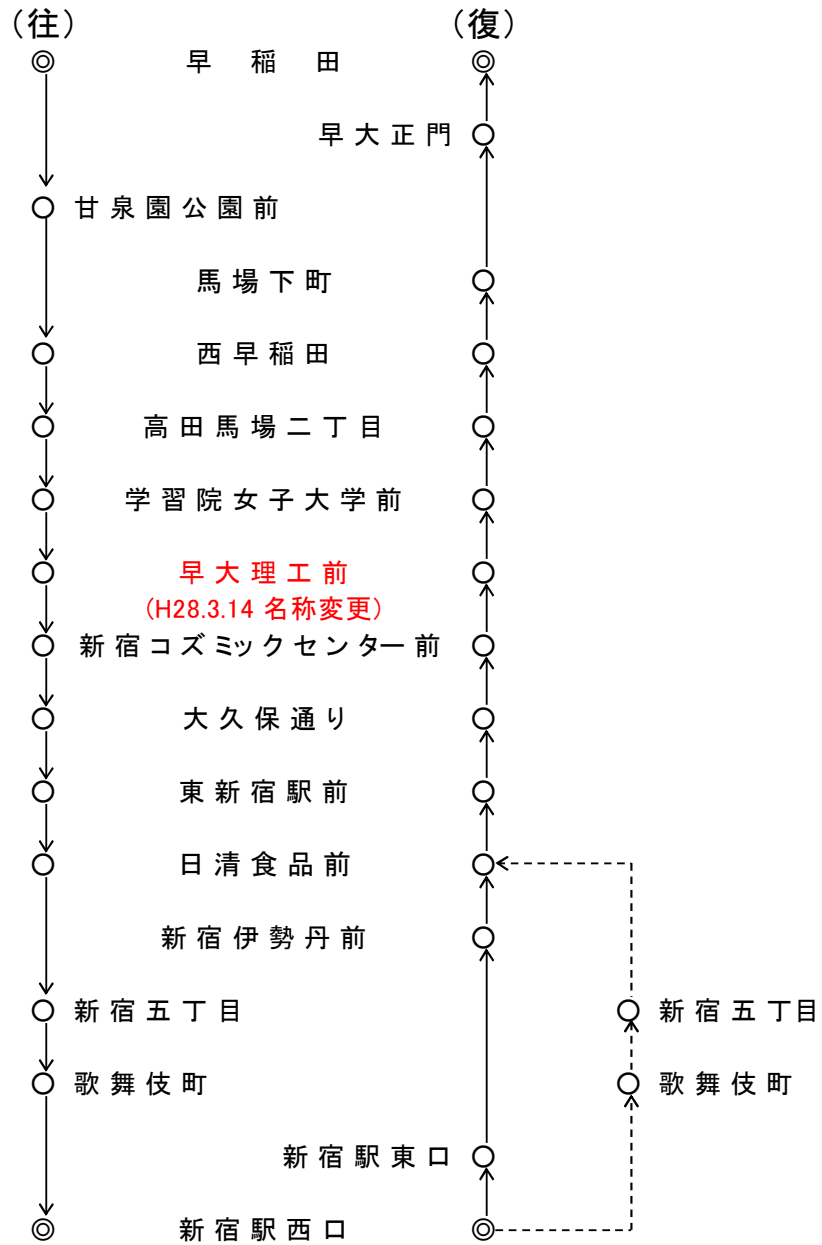 (往) (復)
早稲田
早大正門
甘泉園公園前
馬場下町
西早稲田
高田馬場二丁目
学習院女子大学前
早大理工前
(H28.3.14 名称変更)
新宿コズミックセンター前
大久保通り
東新宿駅前
日清食品前
新宿伊勢丹前
新宿五丁目 新宿五丁目
歌舞伎町 歌舞伎町
新宿駅東口
新宿駅西口